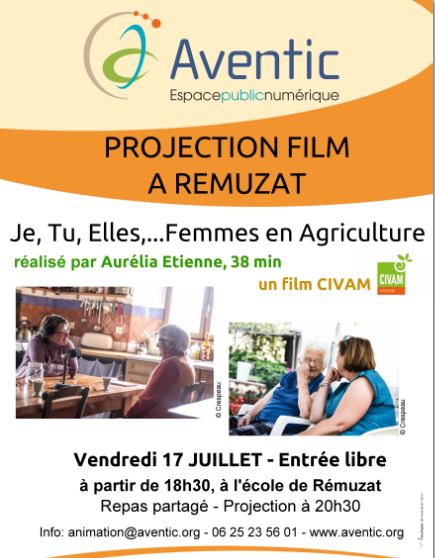 Aventic
Espacepublicnumérique
PROJECTION FILM
A REMUZAT
Je, Tu, Elles,...Femmes en Agriculture
réalisé par Aurélia Etienne, 38 min
un film CIVAM
CIVAM
© Crespeau
© Crespeau
Vendredi 17 JUILLET - Entrée libre
à partir de 18h30, à l'école de Rémuzat
Repas partagé - Projection à 20h30
Info: animation@aventic.org - 06 25 23 56 01 - www.aventic.org